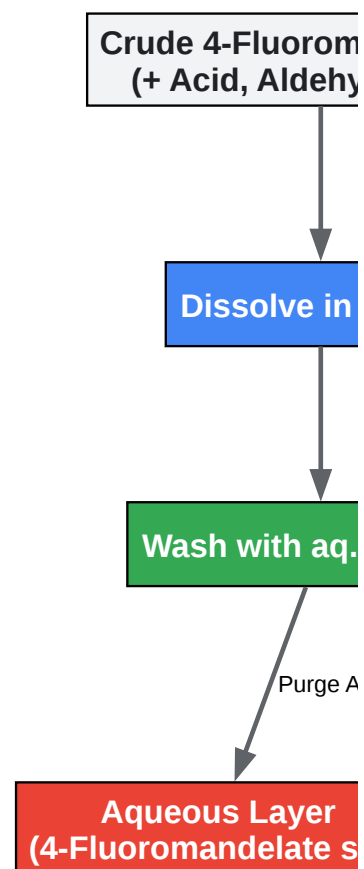 Crude 4-Fluorom
(+ Acid, Aldehy
Dissolve in
Wash with aq.
Purge A
Aqueous Layer
(4-Fluoromandelate s